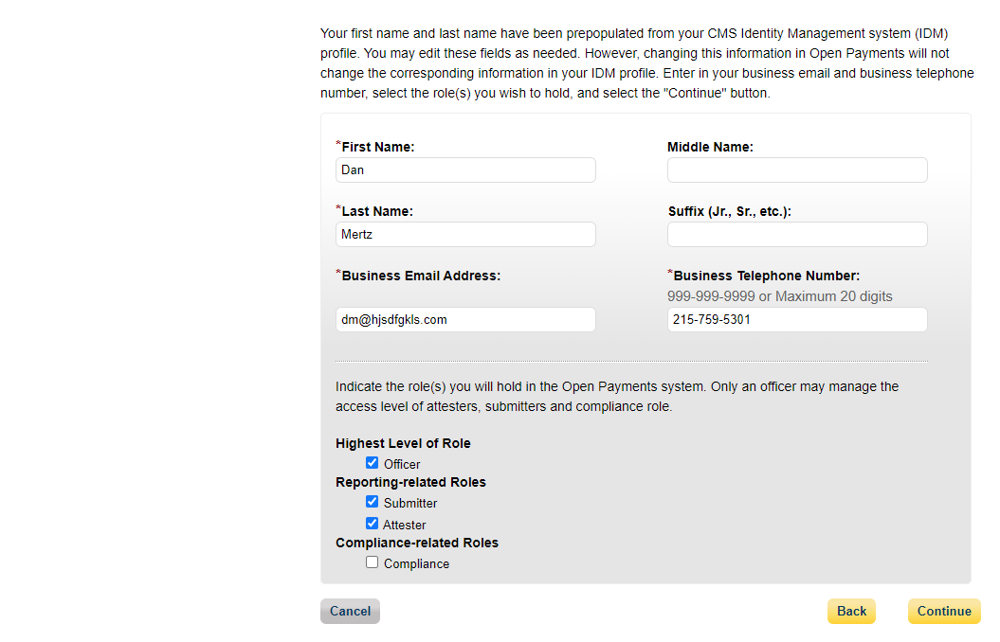 Your first name and last name have been prepopulated from your CMS Identity Management system (IDM)
profile. You may edit these fields as needed. However, changing this information in Open Payments will not
change the corresponding information in your IDM profile. Enter in your business email and business telephone
number, select the role(s) you wish to hold, and select the "Continue" button.
*First Name:
Dan
Middle Name:
*Last Name:
Mertz
Suffix (Jr., Sr., etc.):
*Business Email Address:
dm@hjsdfgkls.com
*Business Telephone Number:
999-999-9999 or Maximum 20 digits
215-759-5301
Indicate the role(s) you will hold in the Open Payments system. Only an officer may manage the
access level of attesters, submitters and compliance role.
Highest Level of Role
Officer
Reporting-related Roles
Submitter
Attester
Compliance-related Roles
Compliance
Cancel
Back
Continue